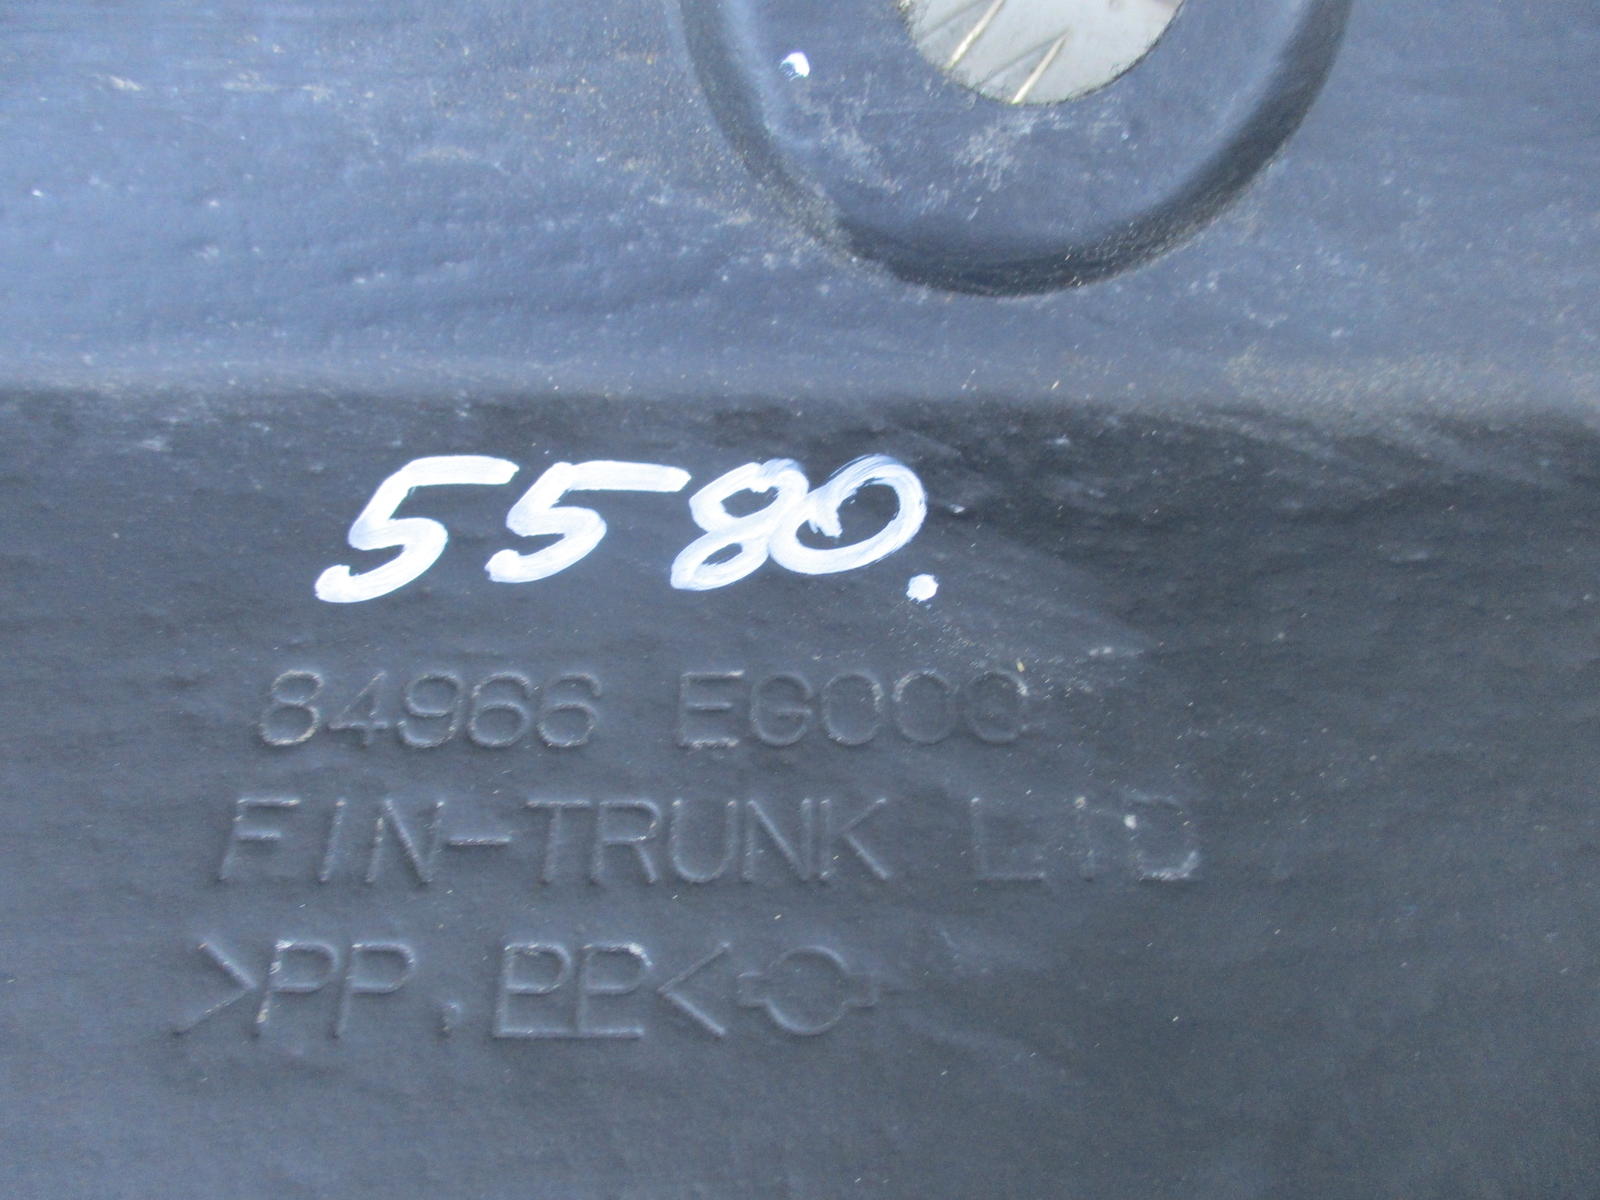 5580.
84966 EG000
FIN-TRUNK LID
>PP,PP<